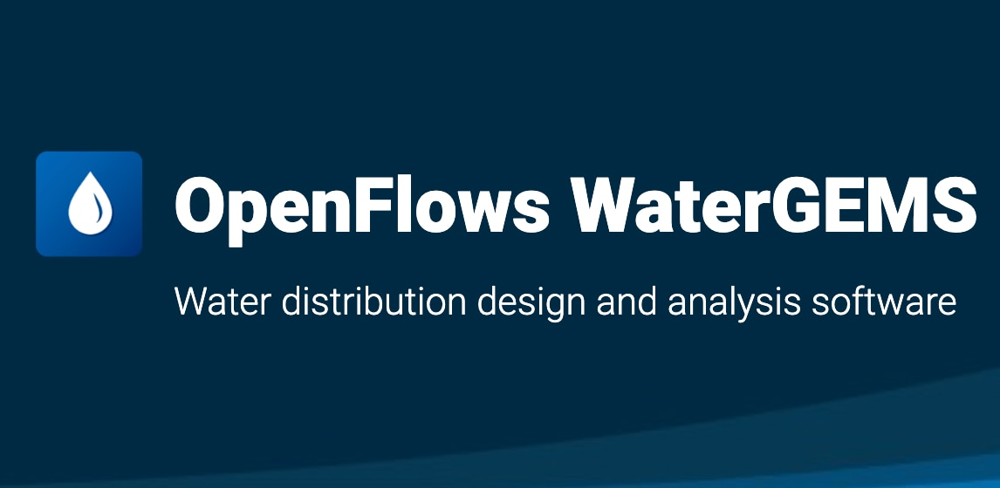 OpenFlows WaterGEMS
Water distribution design and analysis software